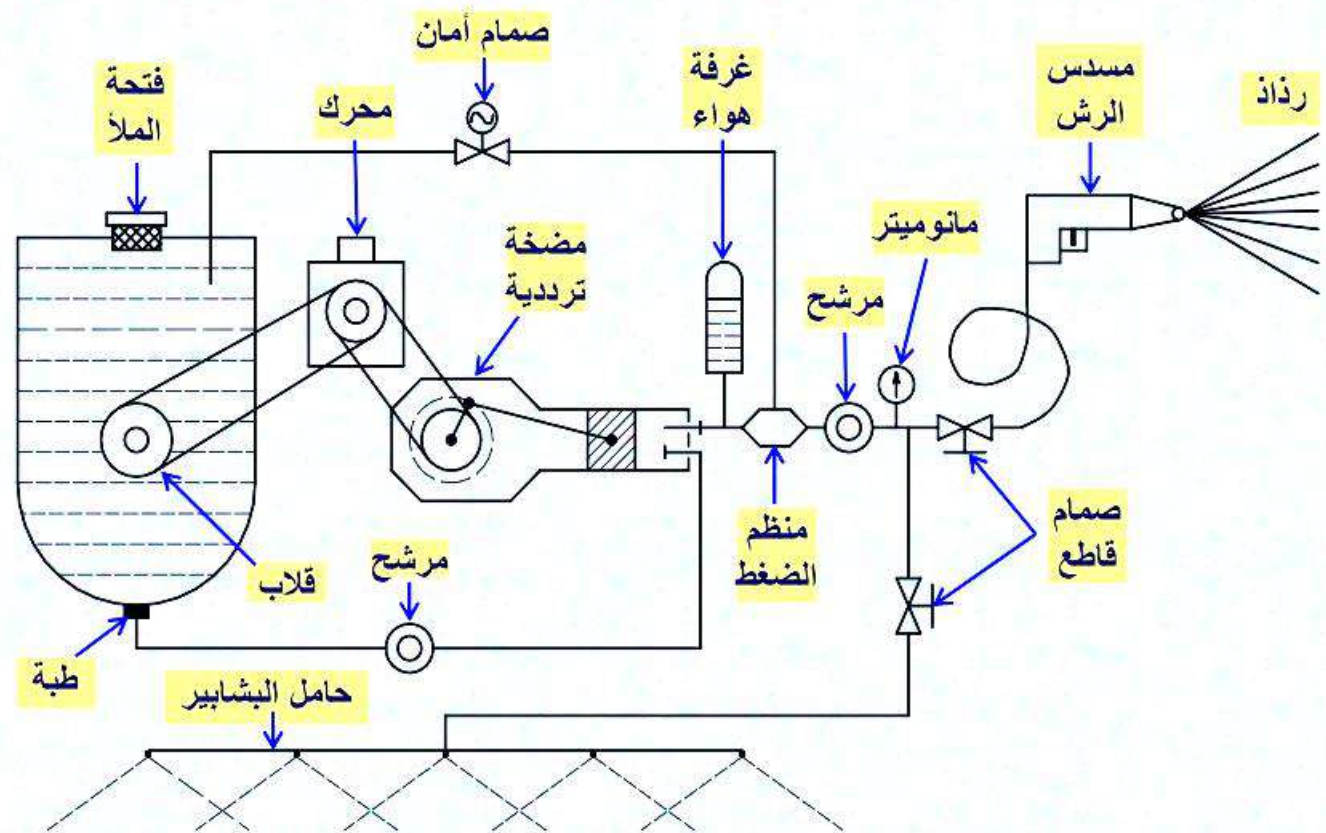 صمام أمان
فتحة
الملأ
محرك
غرفة
هواء
مسدس
الرش
رذاذ
مضخة
ترددية
مانوميتر
مرشح
منظم
الضغط
صمام
قاطع
قلاب
مرشح
طبة
حامل البشابير